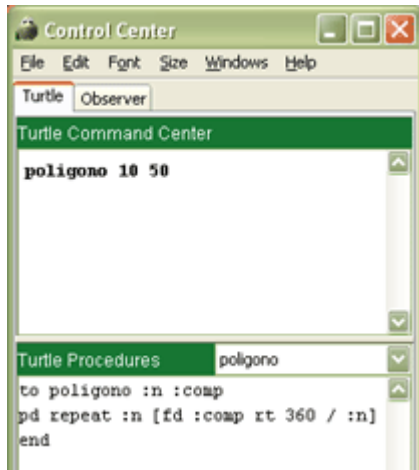 Control Center
File Edit Font Size Windows Help
Turtle Observer
Turtle Command Center
poligono 10 50
Turtle Procedures poligono
to poligono :n :comp
pd repeat :n [fd :comp rt 360 / :n]
end